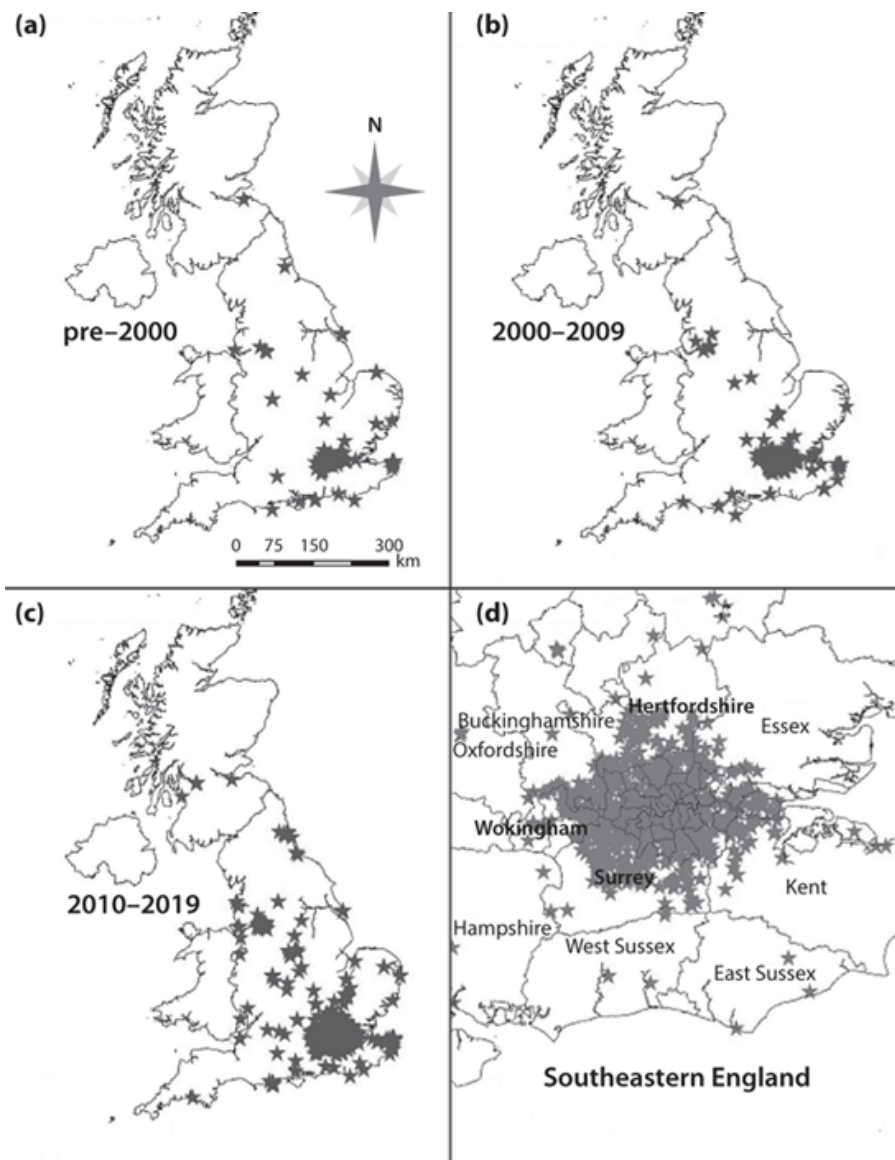 (a)
N
pre–2000
0 75 150 300
km
(b)
2000–2009
(c)
2010–2019
(d)
Hertfordshire
Buckinghamshire
Essex
Oxfordshire
Wokingham
Surrey
Kent
Hampshire
West Sussex
East Sussex
Southeastern England